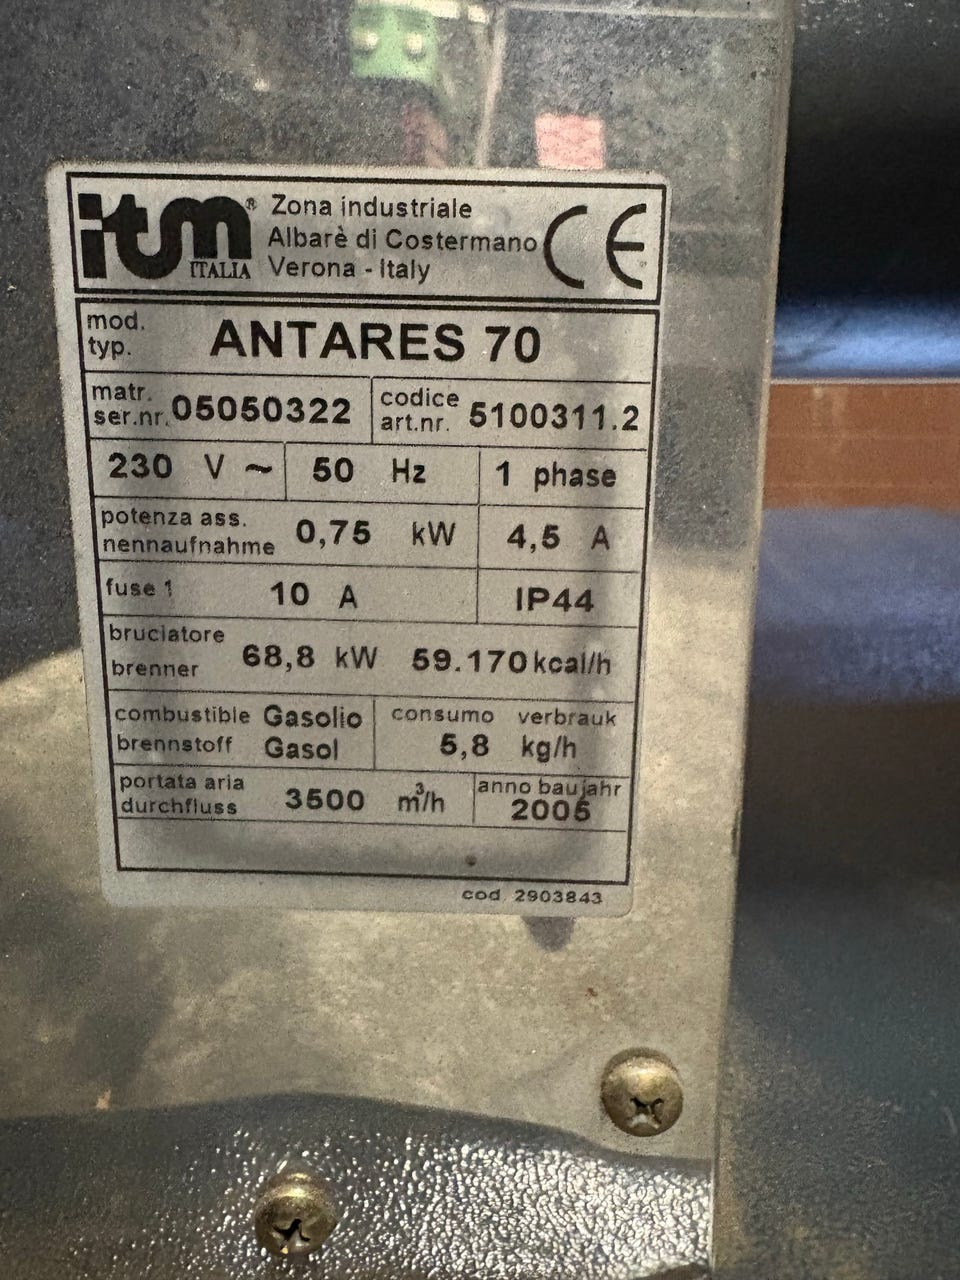 itm® ITALIA
Zona industriale
Albarè di Costermano
Verona - Italy
CE
mod.
typ.
ANTARES 70
matr.
ser.nr. 05050322
codice
art.nr. 5100311.2
230 V ~ 50 Hz 1 phase
potenza ass.
nennaufnahme 0,75 kW 4,5 A
fuse 1 10 A IP44
bruciatore
brenner 68,8 kW 59.170 kcal/h
combustible Gasolio
brennstoff Gasol
consumo verbrauk
5,8 kg/h
portata aria
durchfluss 3500 m³/h
anno baujahr
cod. 2903843